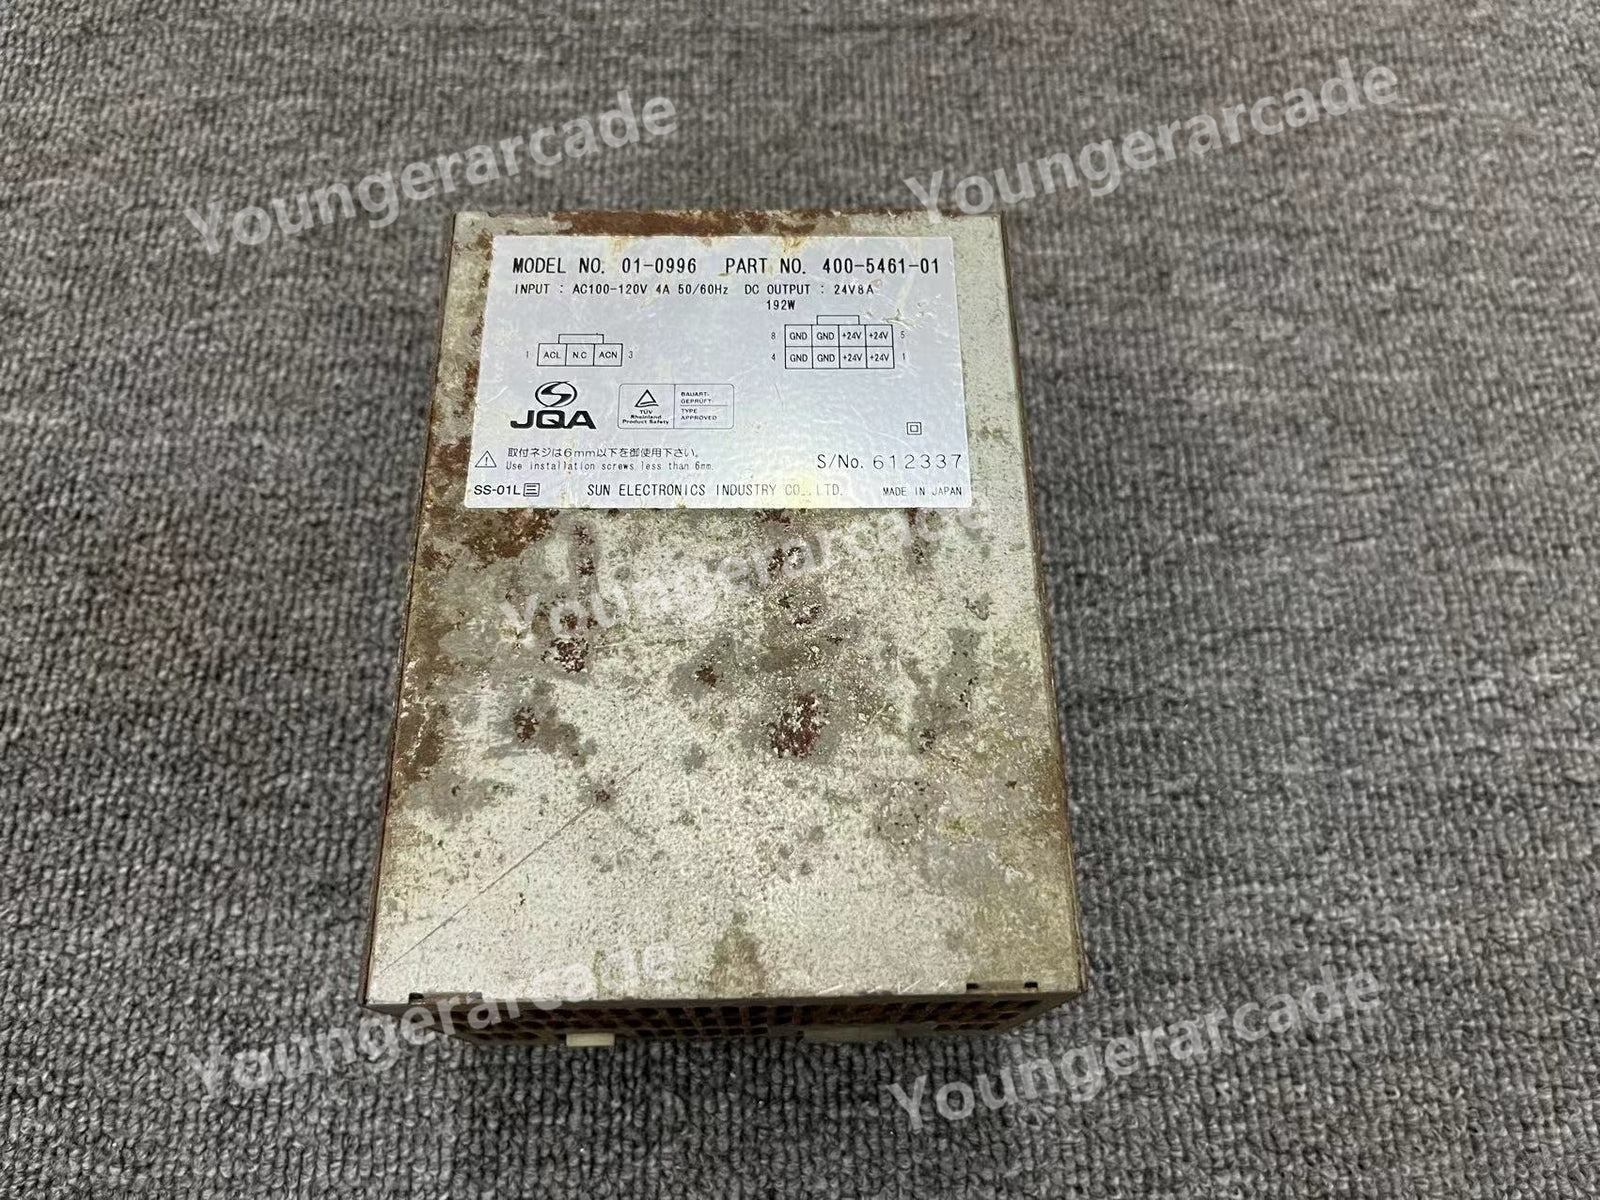 Youngerarcade
Youngerarcade
MODEL NO. 01-0996 PART NO. 400-5461-01
INPUT : AC100-120V 4A 50/60Hz DC OUTPUT : 24V8A
192W
8 GND GND +24V +24V 5
4 GND GND +24V +24V 1
1 ACL N.C ACN 3
JQA
TÜV
Rheinland
Product Safety
BAUART-
GEPRÜFT
TYPE
APPROVED
取付ネジは6mm以下を御使用下さい。
Use installation screws less than 6mm.
S/No. 612337
SS-01L
SUN ELECTRONICS INDUSTRY CO.,LTD.
MADE IN JAPAN
Youngerarcade
Youngerarcade
Youngerarcade